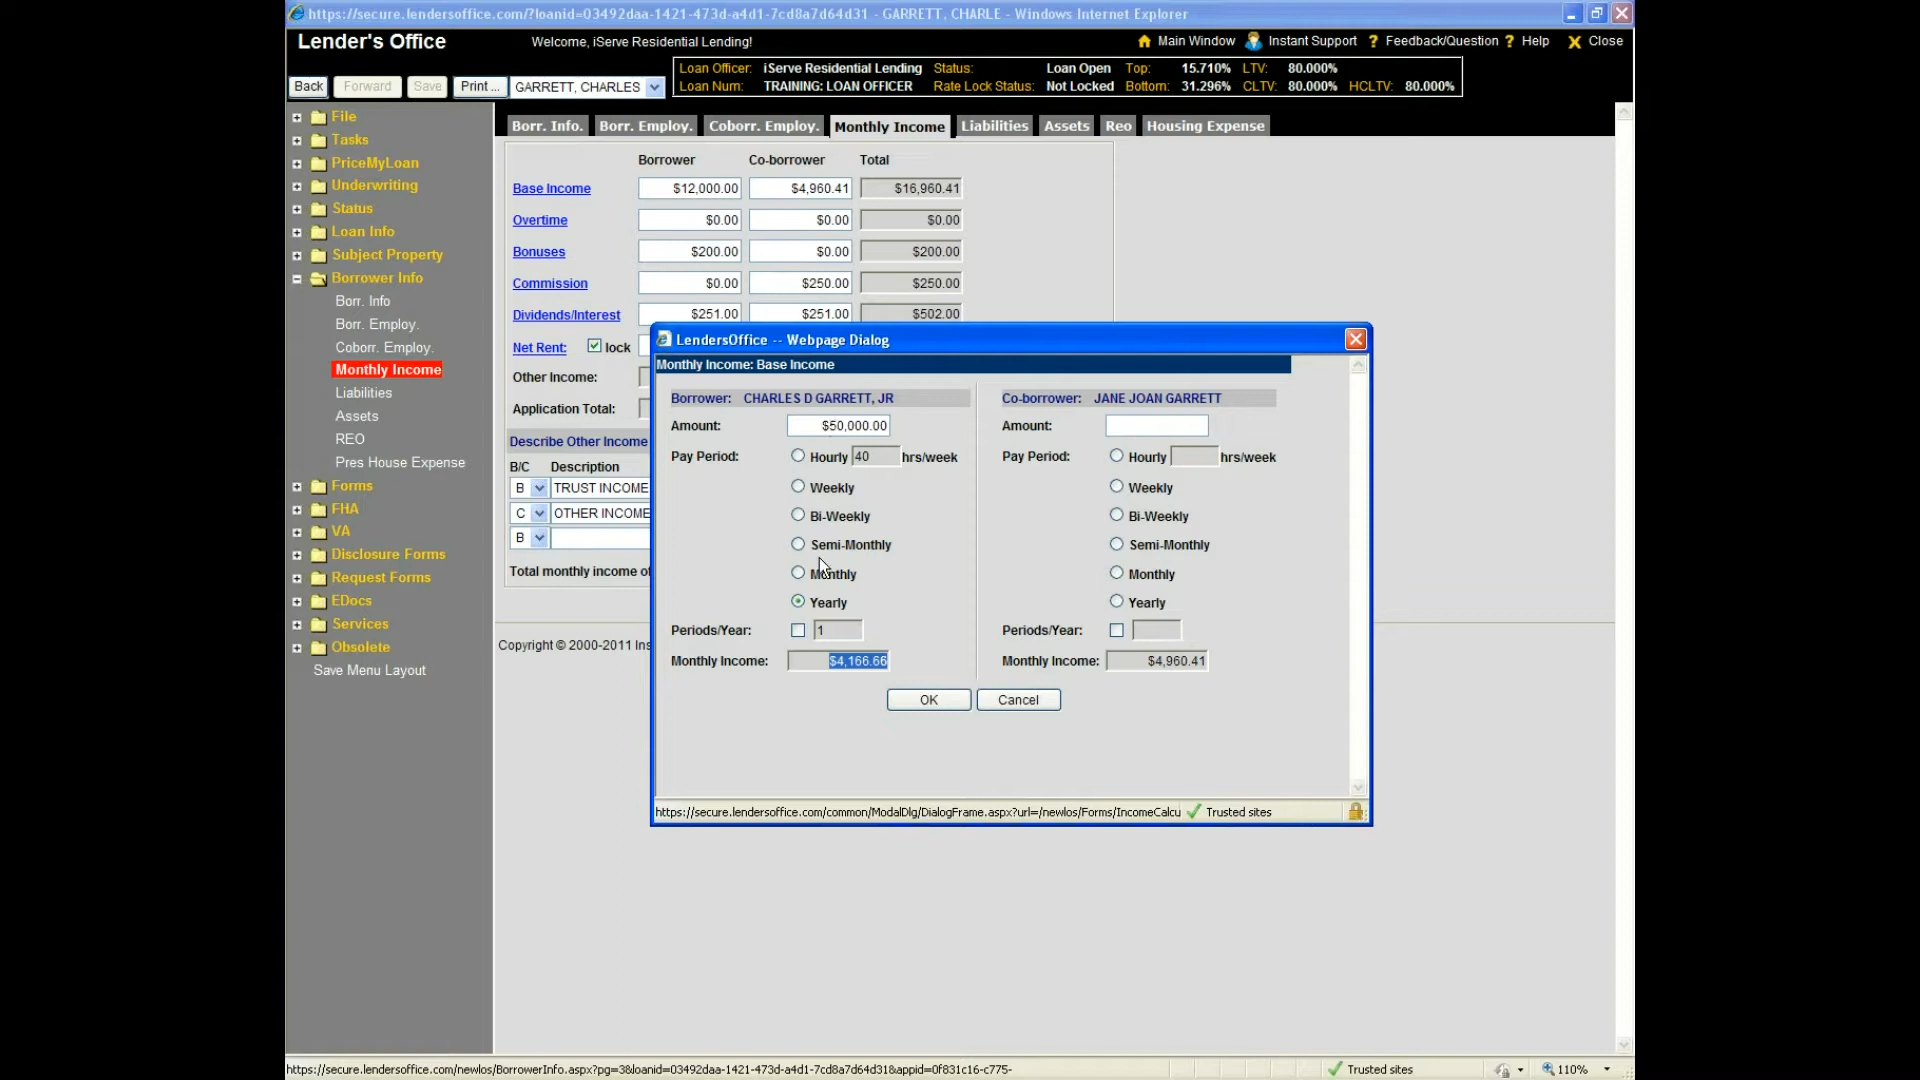 https://secure.lendersoffice.com/?loanid=03492daa-1421-473d-a4d1-7cd8a7d64d31 - GARRETT, CHARLE - Windows Internet Explorer
Lender's Office Welcome, iServe Residential Lending! Main Window Instant Support ? Feedback/Question ? Help X Close
Back Forward Save Print ... GARRETT, CHARLES
Loan Officer: iServe Residential Lending Status: Loan Open Top: 15.710% LTV: 80.000%
Loan Num: TRAINING: LOAN OFFICER Rate Lock Status: Not Locked Bottom: 31.296% CLTV: 80.000% HCLTV: 80.000%
File
Tasks
PriceMyLoan
Underwriting
Status
Loan Info
Subject Property
Borrower Info
Borr. Info
Borr. Employ.
Coborr. Employ.
Monthly Income
Liabilities
Assets
REO
Pres House Expense
Forms
FHA
VA
Disclosure Forms
Request Forms
EDocs
Services
Obsolete
Save Menu Layout
Borr. Info. Borr. Employ. Coborr. Employ. Monthly Income Liabilities Assets Reo Housing Expense
Borrower Co-borrower Total
Base Income $12,000.00 $4,960.41 $16,960.41
Overtime $0.00 $0.00 $0.00
Bonuses $200.00 $0.00 $200.00
Commission $0.00 $250.00 $250.00
Dividends/Interest $251.00 $251.00 $502.00
Net Rent: lock
Other Income:
Application Total:
Describe Other Income
B/C Description
B TRUST INCOME
C OTHER INCOME
B
Total monthly income of
Copyright © 2000-2011 Ins
LendersOffice -- Webpage Dialog
Monthly Income: Base Income
Borrower: CHARLES D GARRETT, JR Co-borrower: JANE JOAN GARRETT
Amount: $50,000.00 Amount:
Pay Period: Hourly 40 hrs/week Pay Period: Hourly hrs/week
Weekly Weekly
Bi-Weekly Bi-Weekly
Semi-Monthly Semi-Monthly
Monthly Monthly
Yearly Yearly
Periods/Year: 1 Periods/Year:
Monthly Income: $4,166.66 Monthly Income: $4,960.41
OK Cancel
https://secure.lendersoffice.com/common/ModalDlg/DialogFrame.aspx?url=/newlos/Forms/IncomeCalcu Trusted sites
https://secure.lendersoffice.com/newlos/BorrowerInfo.aspx?pg=3&loanid=03492daa-1421-473d-a4d1-7cd8a7d64d31&appid=0f831c16-c775- Trusted sites 110%